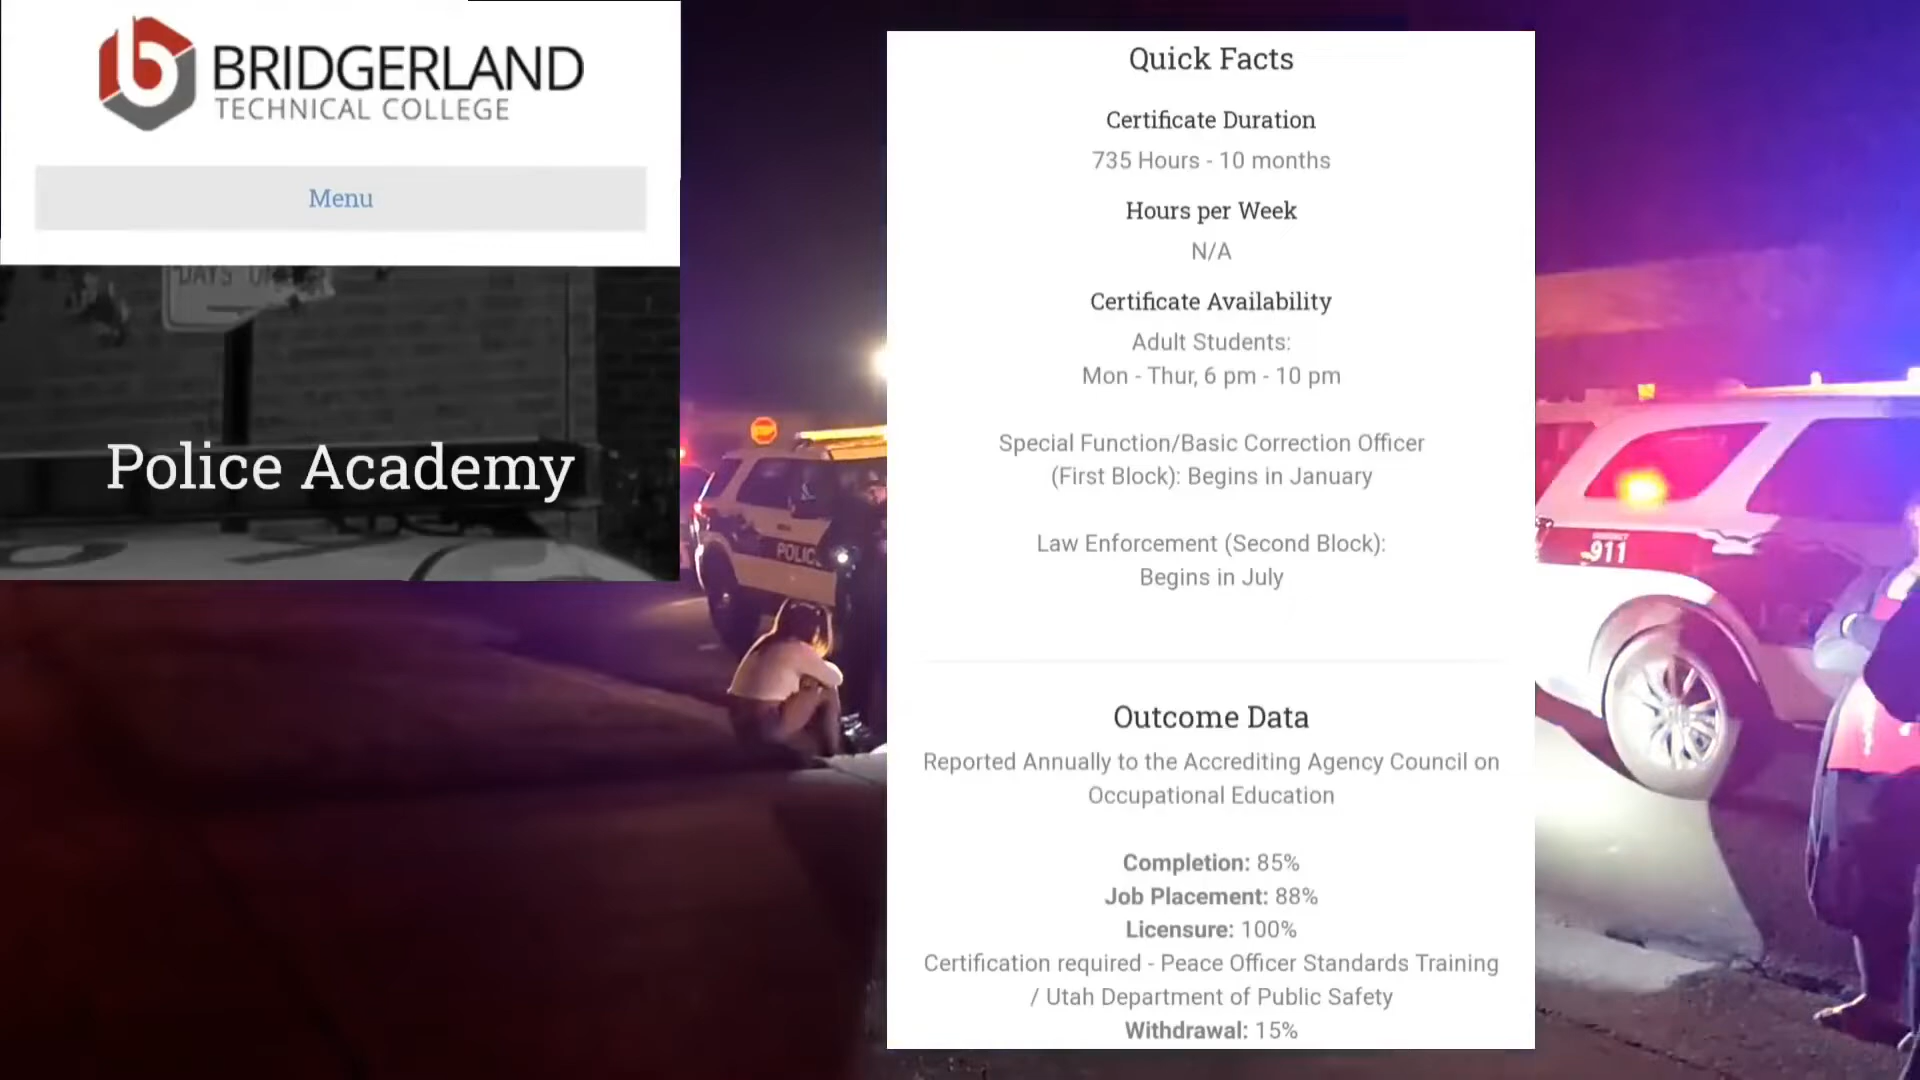 BRIDGERLAND
TECHNICAL COLLEGE
Menu
DAYS
Police Academy
POLICE
Quick Facts
Certificate Duration
735 Hours - 10 months
Hours per Week
N/A
Certificate Availability
Adult Students:
Mon - Thur, 6 pm - 10 pm
Special Function/Basic Correction Officer
(First Block): Begins in January
Law Enforcement (Second Block):
Begins in July
Outcome Data
Reported Annually to the Accrediting Agency Council on
Occupational Education
Completion: 85%
Job Placement: 88%
Licensure: 100%
Certification required - Peace Officer Standards Training
/ Utah Department of Public Safety
Withdrawal: 15%
911